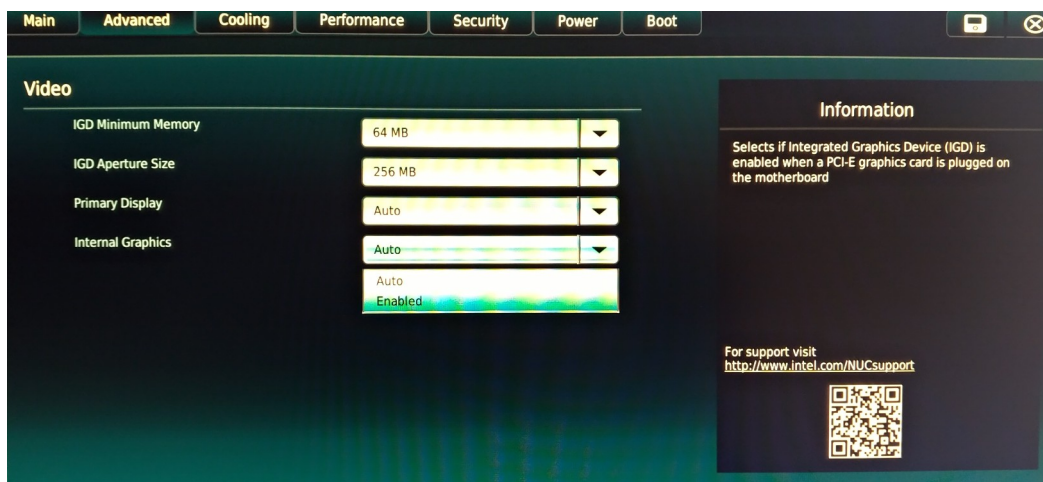 Main Advanced Cooling Performance Security Power Boot
Video
IGD Minimum Memory 64 MB
IGD Aperture Size 256 MB
Primary Display Auto
Internal Graphics Auto
Auto
Enabled
Information
Selects if Integrated Graphics Device (IGD) is
enabled when a PCI-E graphics card is plugged on
the motherboard
For support visit
http://www.intel.com/NUCsupport